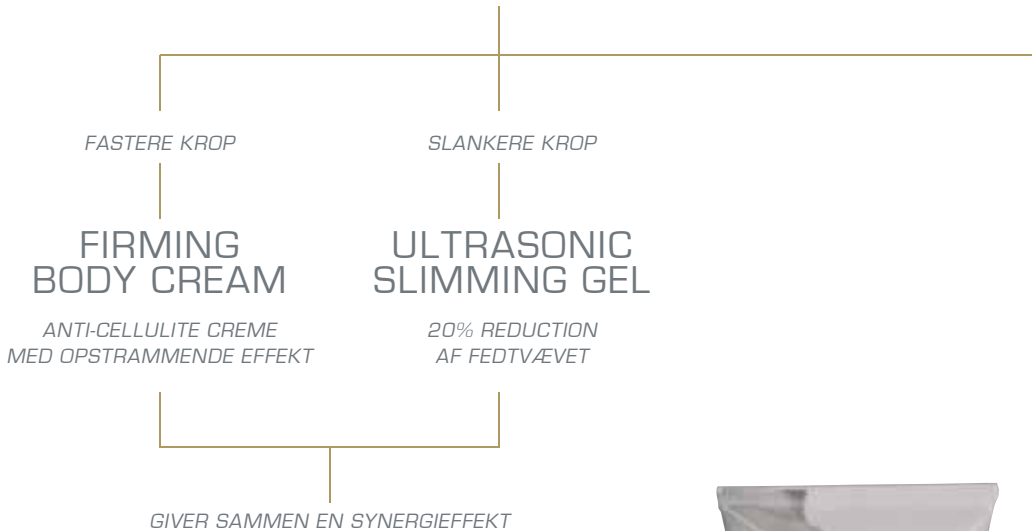 FASTERE KROP
SLANKERE KROP
FIRMING
BODY CREAM
ULTRASONIC
SLIMMING GEL
ANTI-CELLULITE CREME
MED OPSTRAMMENDE EFFEKT
20% REDUCTION
AF FEDTVÆVET
GIVER SAMMEN EN SYNERGIEFFEKT